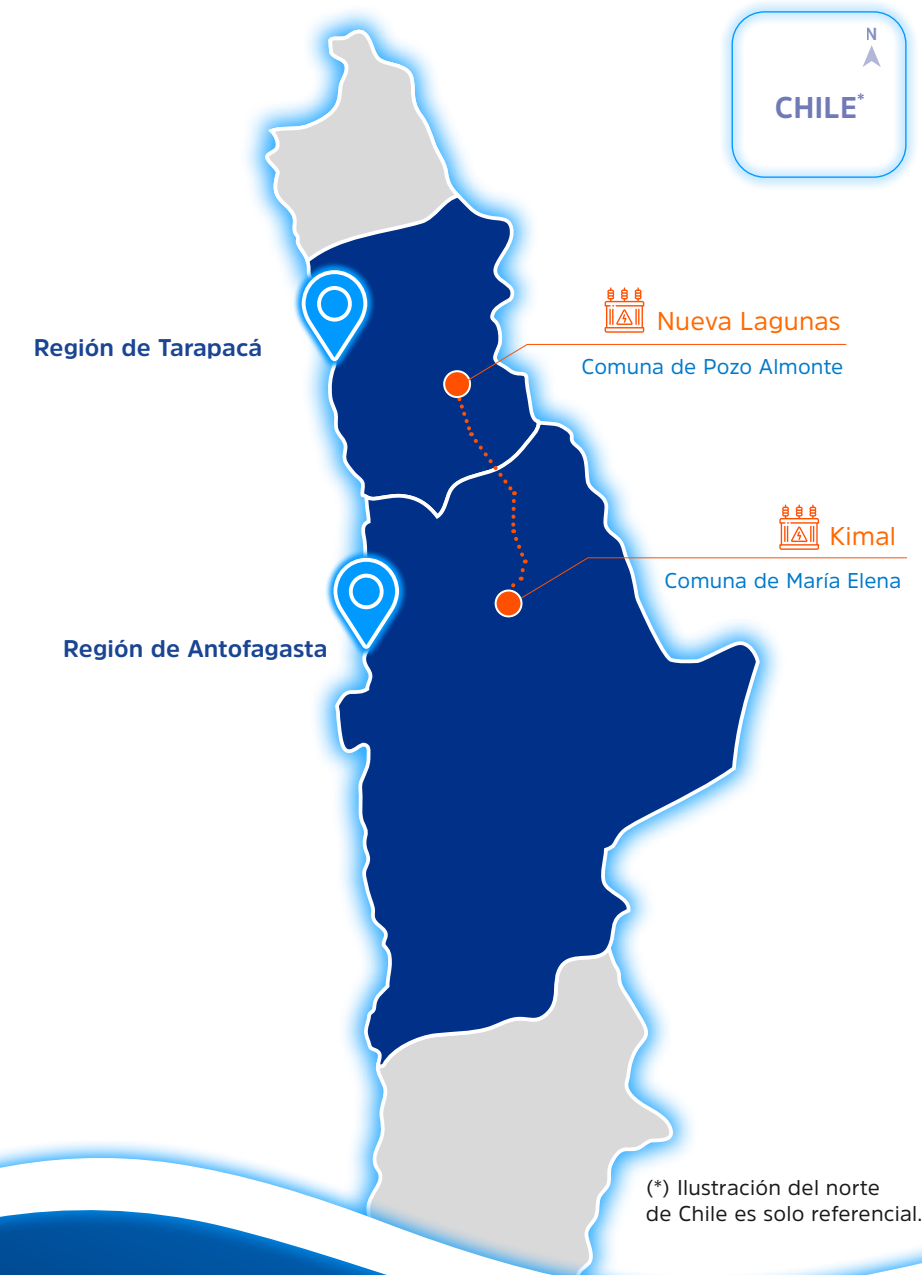 N
CHILE*
Nueva Lagunas
Región de Tarapacá
Comuna de Pozo Almonte
Kimal
Comuna de María Elena
Región de Antofagasta
(*) Ilustración del norte
de Chile es solo referencial.